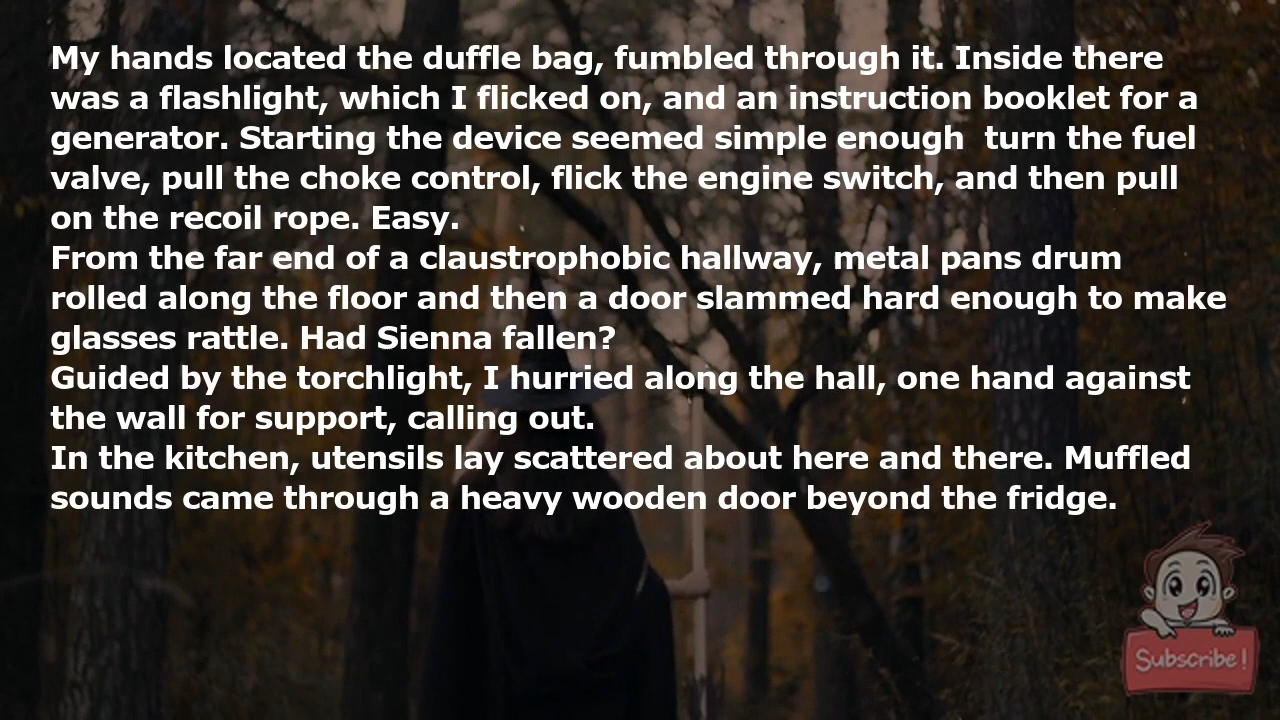 My hands located the duffle bag, fumbled through it. Inside there
was a flashlight, which I flicked on, and an instruction booklet for a
generator. Starting the device seemed simple enough  turn the fuel
valve, pull the choke control, flick the engine switch, and then pull
on the recoil rope. Easy.
From the far end of a claustrophobic hallway, metal pans drum
rolled along the floor and then a door slammed hard enough to make
glasses rattle. Had Sienna fallen?
Guided by the torchlight, I hurried along the hall, one hand against
the wall for support, calling out.
In the kitchen, utensils lay scattered about here and there. Muffled
sounds came through a heavy wooden door beyond the fridge.
Subscribe!